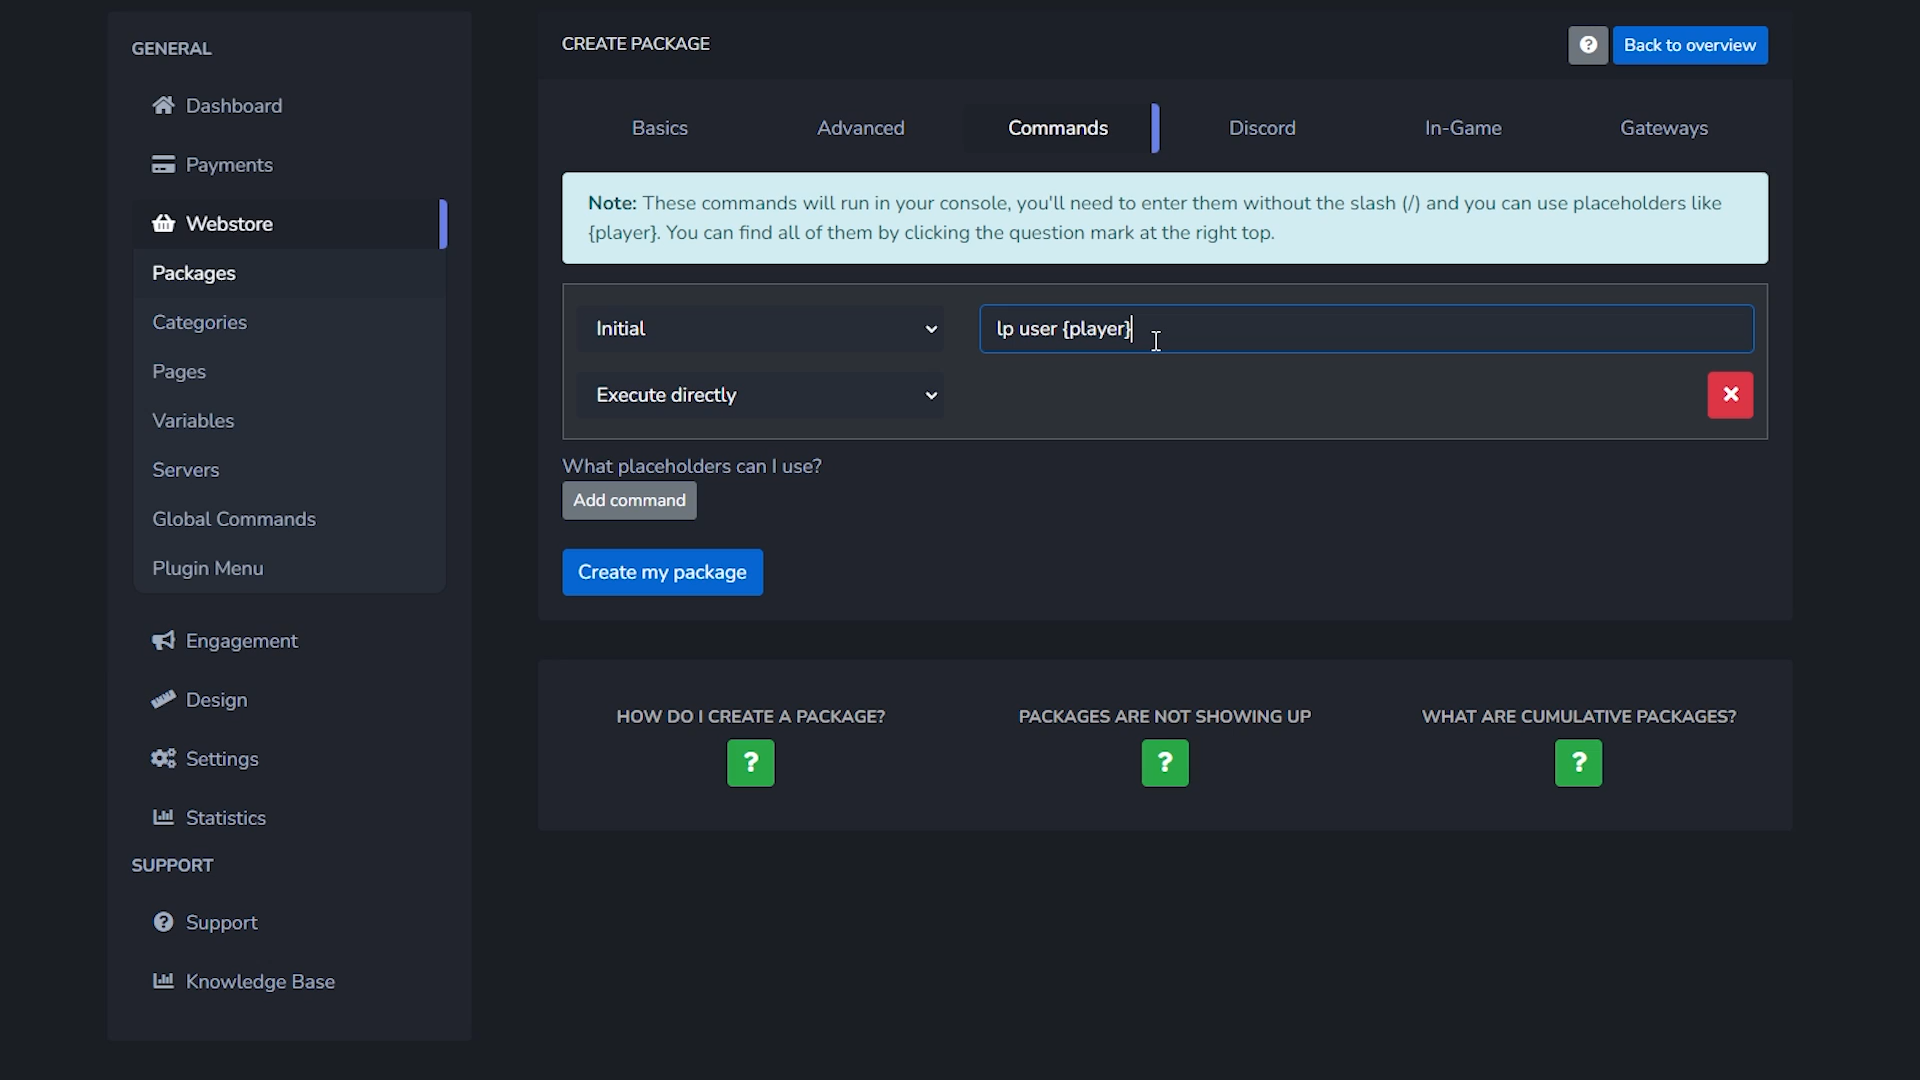 GENERAL
Dashboard
Payments
Webstore
Packages
Categories
Pages
Variables
Servers
Global Commands
Plugin Menu
Engagement
Design
Settings
Statistics
SUPPORT
Support
Knowledge Base
CREATE PACKAGE
? Back to overview
Basics Advanced Commands Discord In-Game Gateways
Note: These commands will run in your console, you'll need to enter them without the slash (/) and you can use placeholders like
{player}. You can find all of them by clicking the question mark at the right top.
Initial lp user {player}
Execute directly
What placeholders can I use?
Add command
Create my package
HOW DO I CREATE A PACKAGE? PACKAGES ARE NOT SHOWING UP WHAT ARE CUMULATIVE PACKAGES?
? ? ?